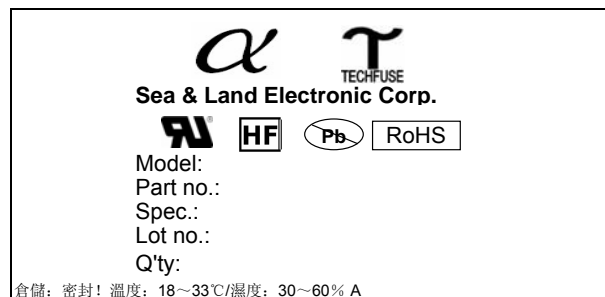 α
TECHFUSE
Sea & Land Electronic Corp.
RU HF Pb RoHS
Model:
Part no.:
Spec.:
Lot no.:
Q'ty:
倉儲：密封！溫度：18～33℃/濕度：30～60% A